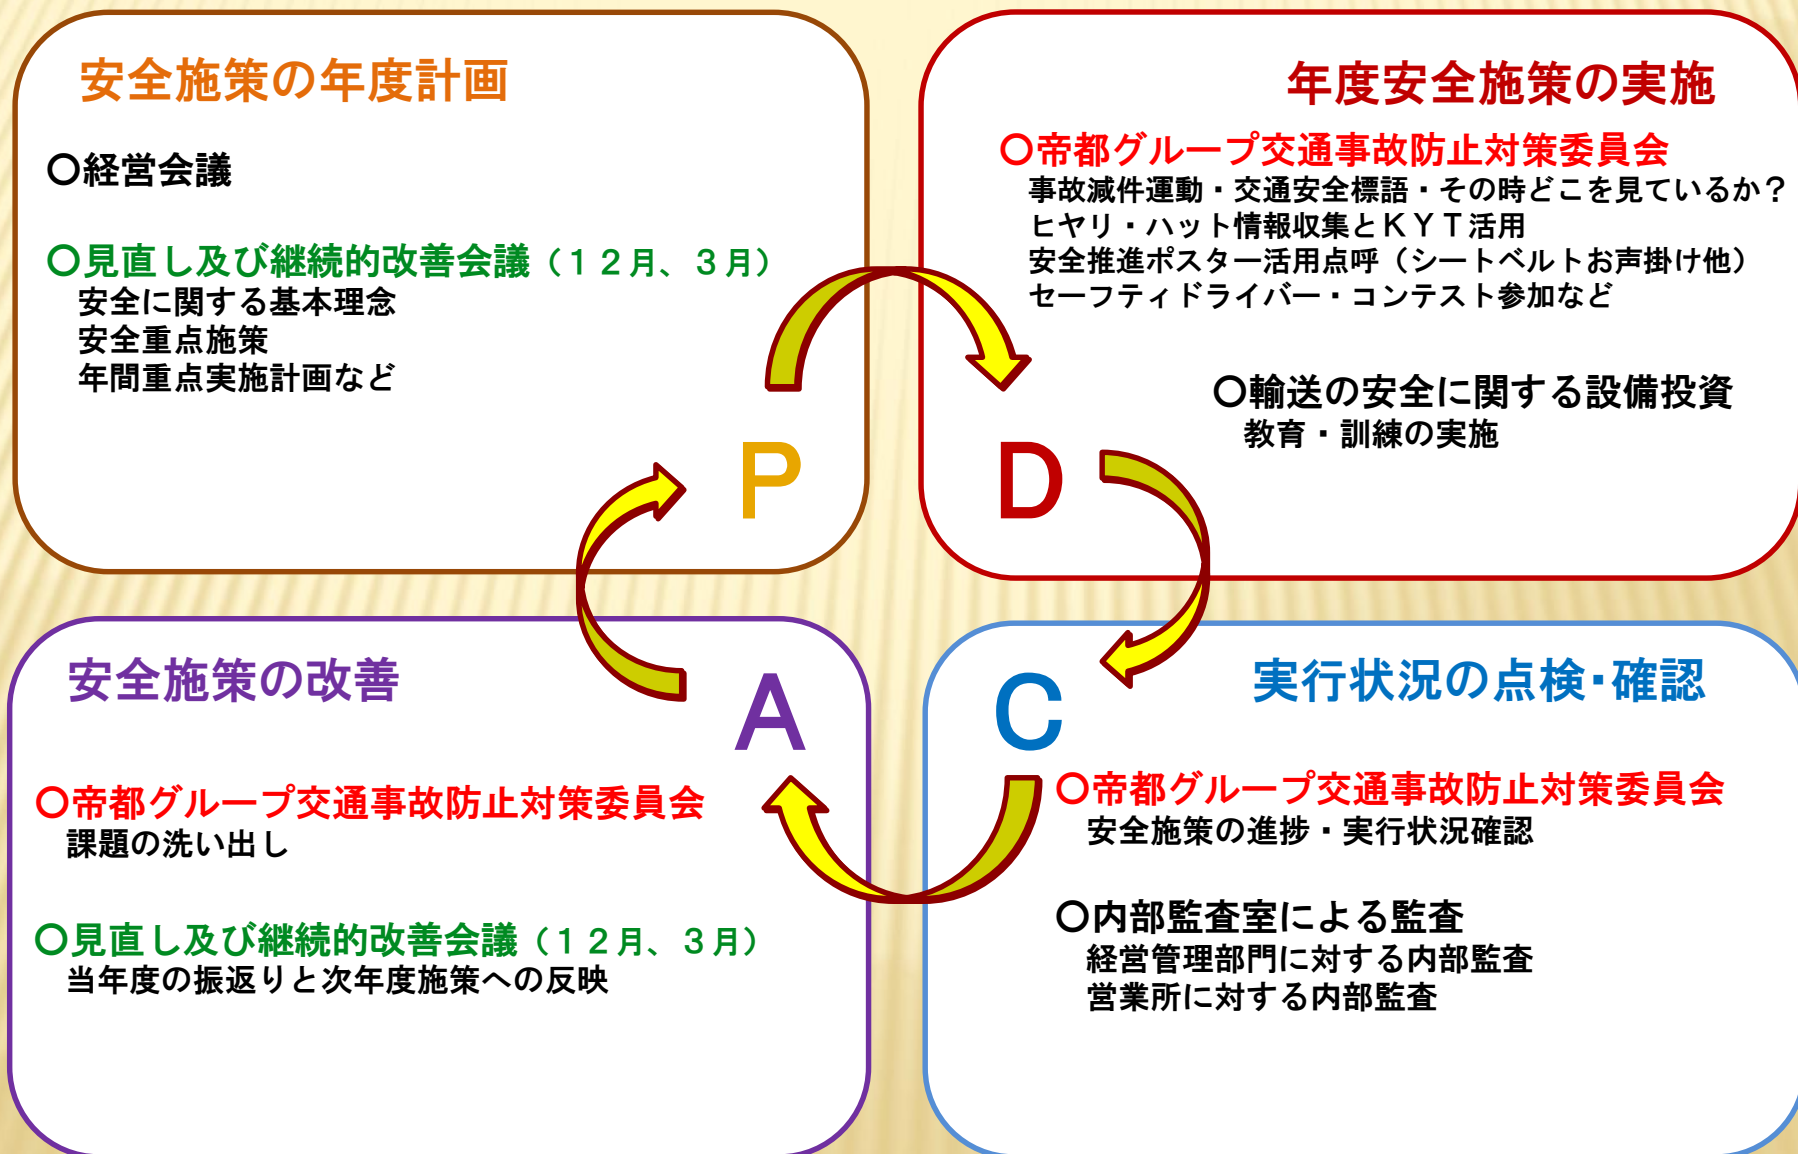 安全施策の年度計画
〇経営会議
〇見直し及び継続的改善会議（１２月、３月）
安全に関する基本理念
安全重点施策
年間重点実施計画など
P
年度安全施策の実施
〇帝都グループ交通事故防止対策委員会
事故減件運動・交通安全標語・その時どこを見ているか？
ヒヤリ・ハット情報収集とＫＹＴ活用
安全推進ポスター活用点呼（シートベルトお声掛け他）
セーフティドライバー・コンテスト参加など
〇輸送の安全に関する設備投資
教育・訓練の実施
D
安全施策の改善
A
〇帝都グループ交通事故防止対策委員会
課題の洗い出し
〇見直し及び継続的改善会議（１２月、３月）
当年度の振返りと次年度施策への反映
実行状況の点検・確認
C
〇帝都グループ交通事故防止対策委員会
安全施策の進捗・実行状況確認
〇内部監査室による監査
経営管理部門に対する内部監査
営業所に対する内部監査